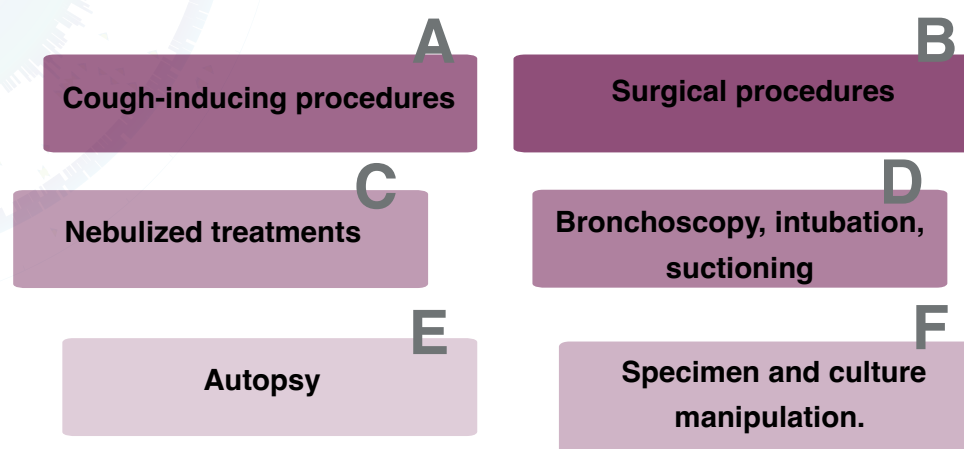 A
Cough-inducing procedures
B
Surgical procedures
C
Nebulized treatments
D
Bronchoscopy, intubation,
suctioning
E
Autopsy
F
Specimen and culture
manipulation.